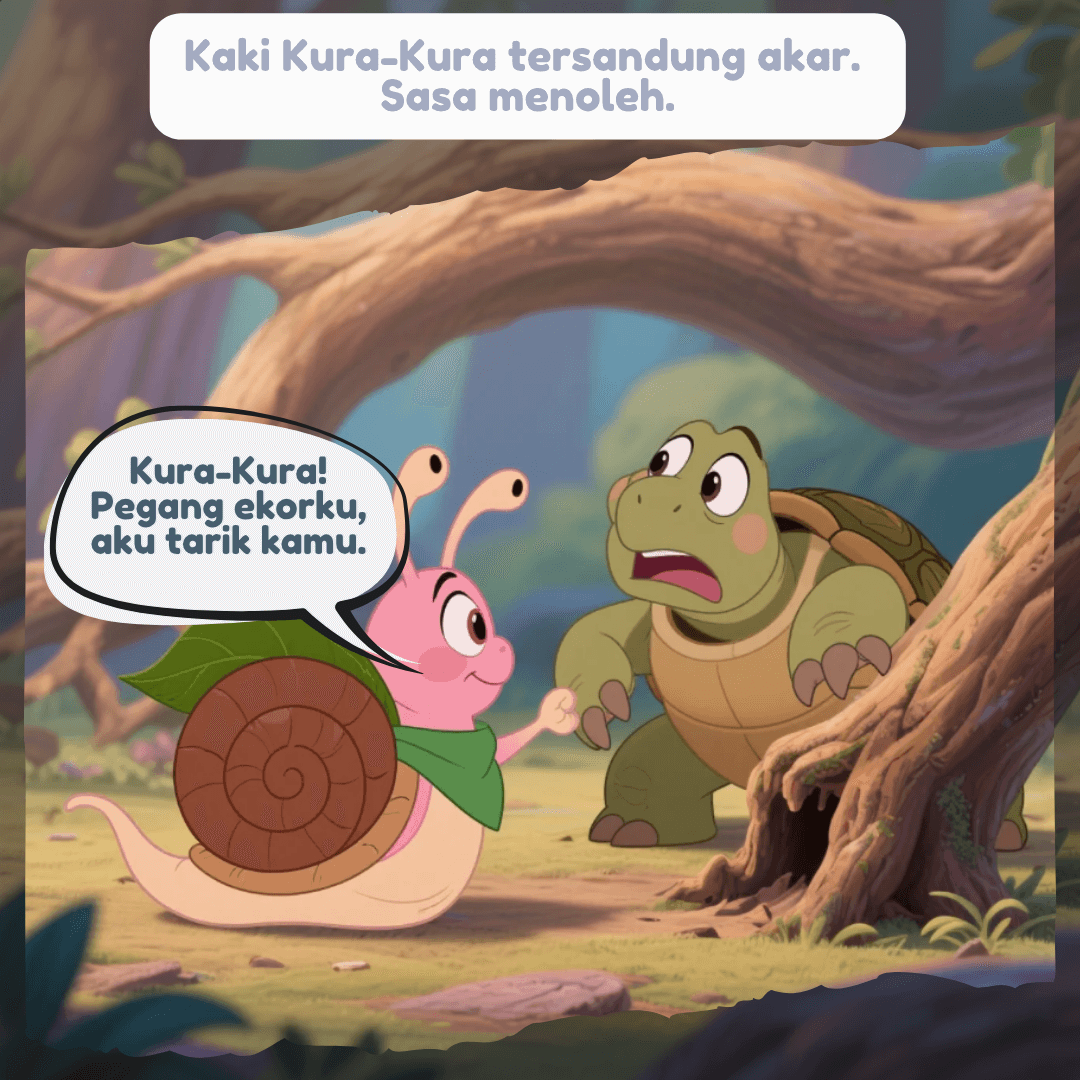 Kaki Kura-Kura tersandung akar.
Sasa menoleh.
Kura-Kura!
Pegang ekorku,
aku tarik kamu.